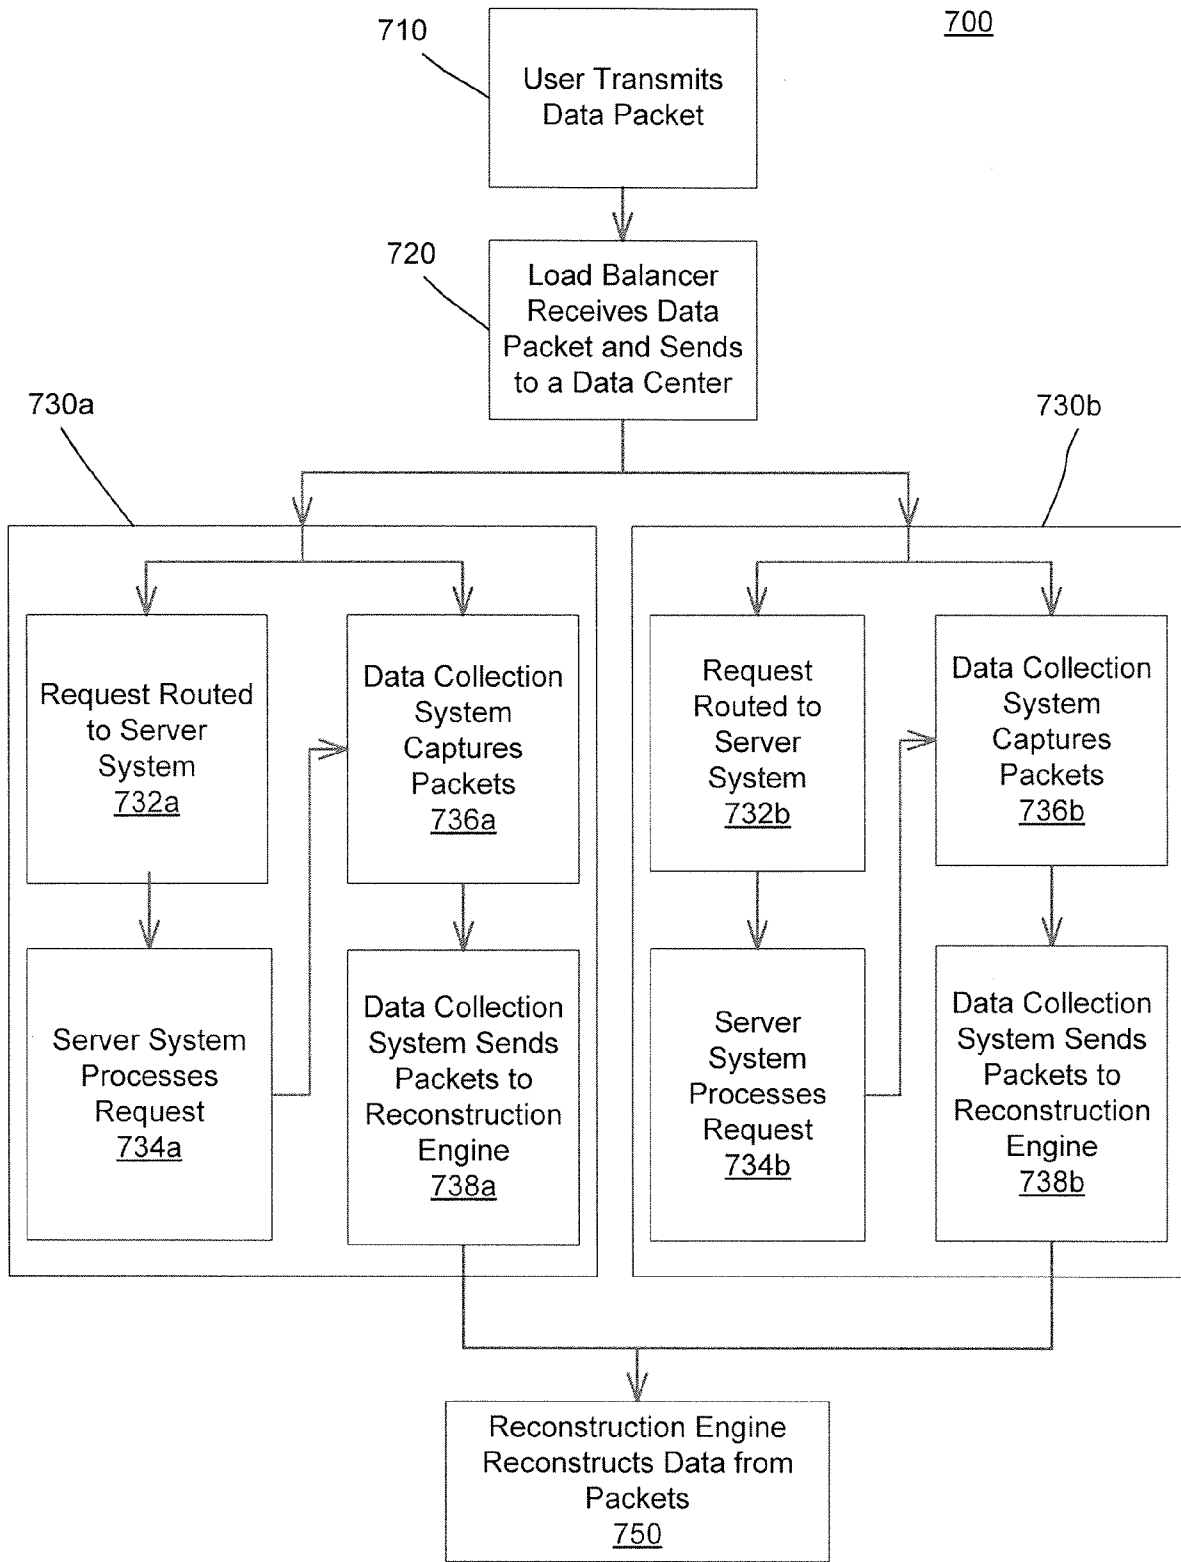 700
710
User Transmits
Data Packet
720
Load Balancer
Receives Data
Packet and Sends
to a Data Center
730a
730b
Request Routed
to Server
System
732a
Data Collection
System
Captures
Packets
736a
Request
Routed to
Server
System
732b
Data Collection
System
Captures
Packets
736b
Server System
Processes
Request
734a
Data Collection
System Sends
Packets to
Reconstruction
Engine
738a
Server
System
Processes
Request
734b
Data Collection
System Sends
Packets to
Reconstruction
Engine
738b
Reconstruction Engine
Reconstructs Data from
Packets
750